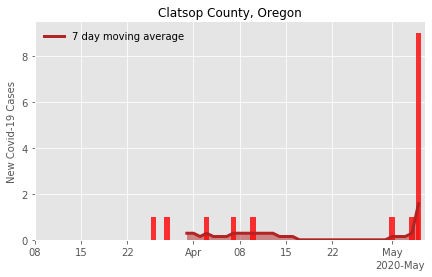 Clatsop County, Oregon
7 day moving average
New Covid-19 Cases
8
6
4
2
0
08 15 22 Apr 08 15 22 May
2020-May